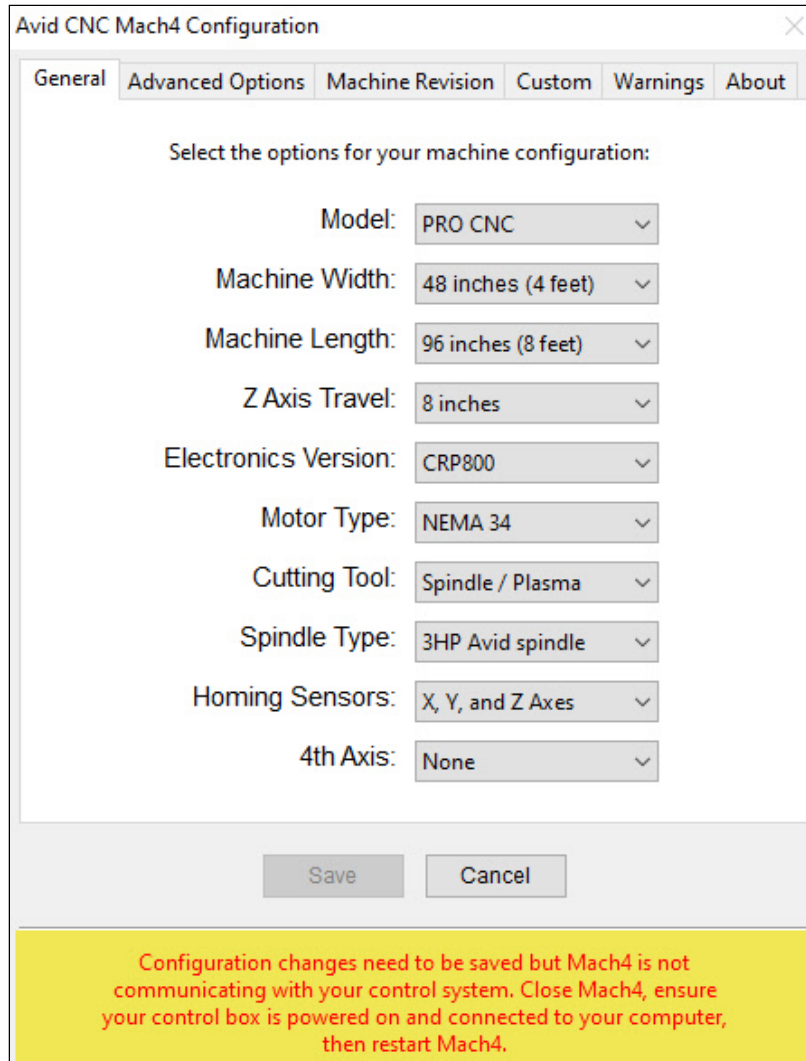 Avid CNC Mach4 Configuration
General Advanced Options Machine Revision Custom Warnings About
Select the options for your machine configuration:
Model: PRO CNC
Machine Width: 48 inches (4 feet)
Machine Length: 96 inches (8 feet)
Z Axis Travel: 8 inches
Electronics Version: CRP800
Motor Type: NEMA 34
Cutting Tool: Spindle / Plasma
Spindle Type: 3HP Avid spindle
Homing Sensors: X, Y, and Z Axes
4th Axis: None
Save Cancel
Configuration changes need to be saved but Mach4 is not
communicating with your control system. Close Mach4, ensure
your control box is powered on and connected to your computer,
then restart Mach4.